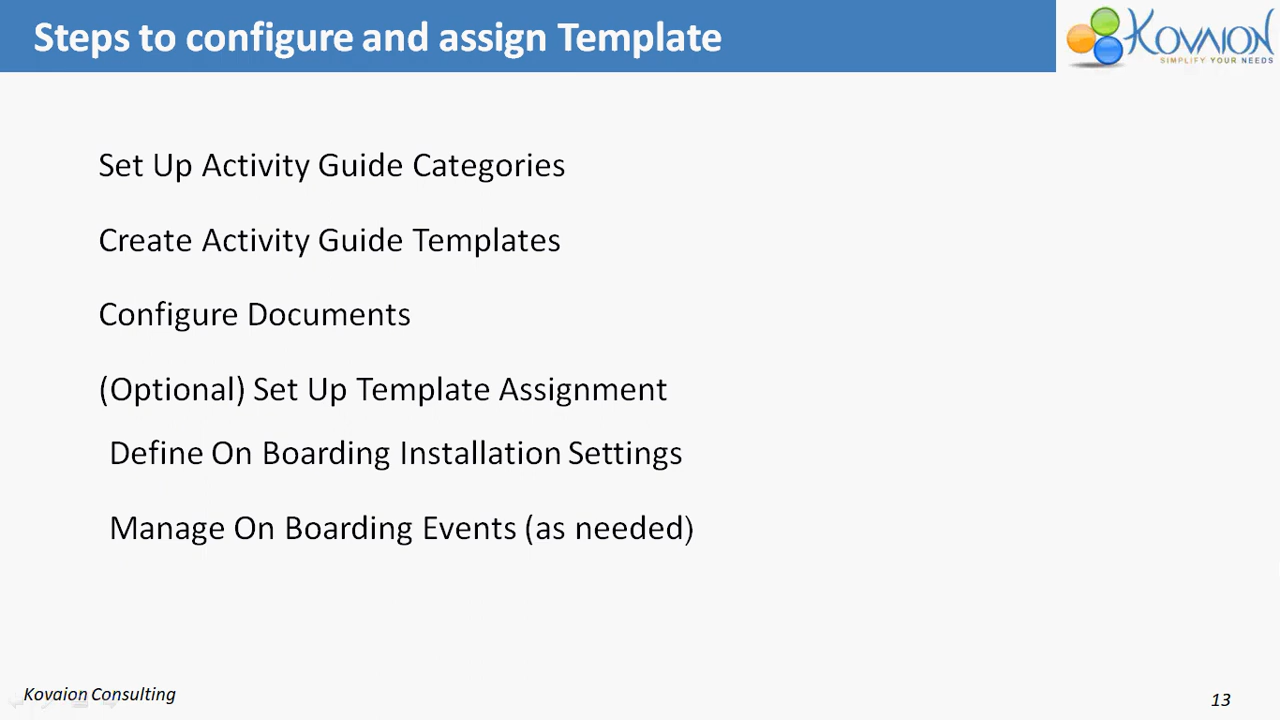 Steps to configure and assign Template
KOVAION
SIMPLIFY YOUR NEEDS
Set Up Activity Guide Categories
Create Activity Guide Templates
Configure Documents
(Optional) Set Up Template Assignment
Define On Boarding Installation Settings
Manage On Boarding Events (as needed)
Kovaion Consulting
13